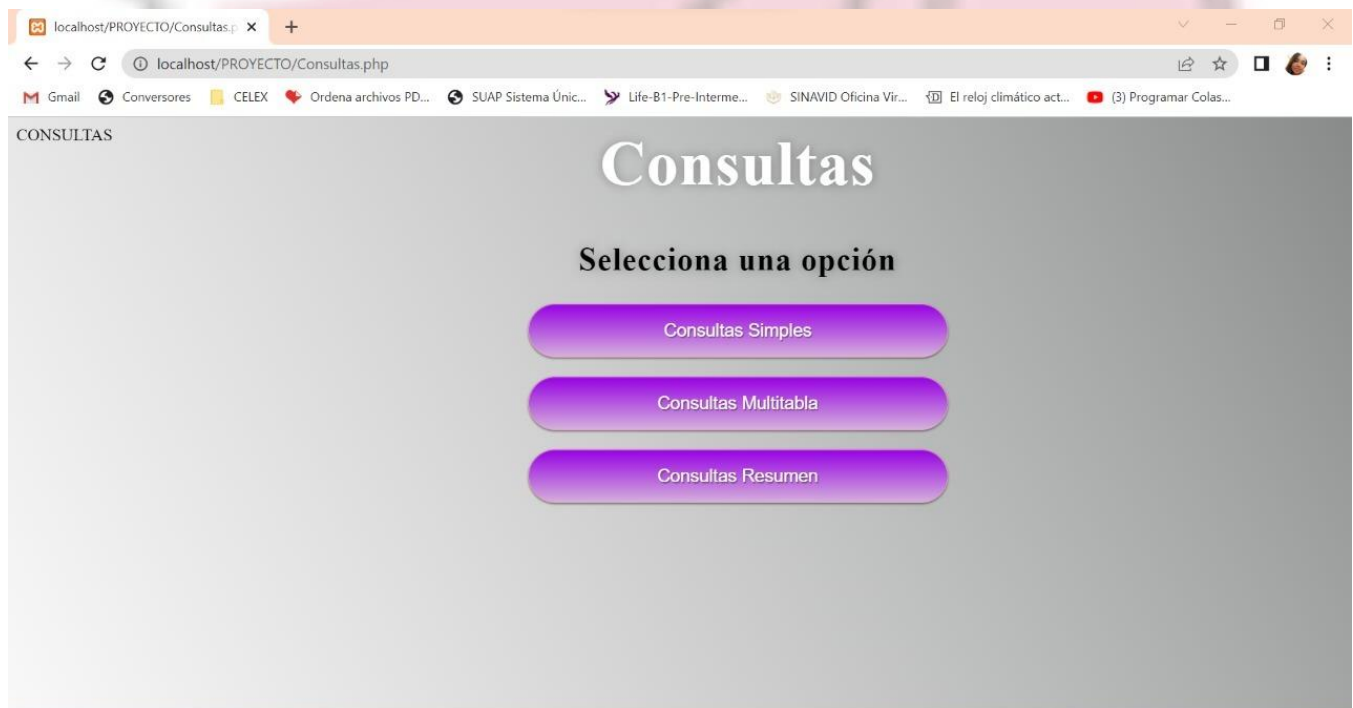 localhost/PROYECTO/Consultas.p
localhost/PROYECTO/Consultas.php
Gmail Conversores CELEX Ordena archivos PD... SUAP Sistema Únic... Life-B1-Pre-Interme... SINAVID Oficina Vir... El reloj climático act... (3) Programar Colas...
CONSULTAS
Consultas
Selecciona una opción
Consultas Simples
Consultas Multitabla
Consultas Resumen